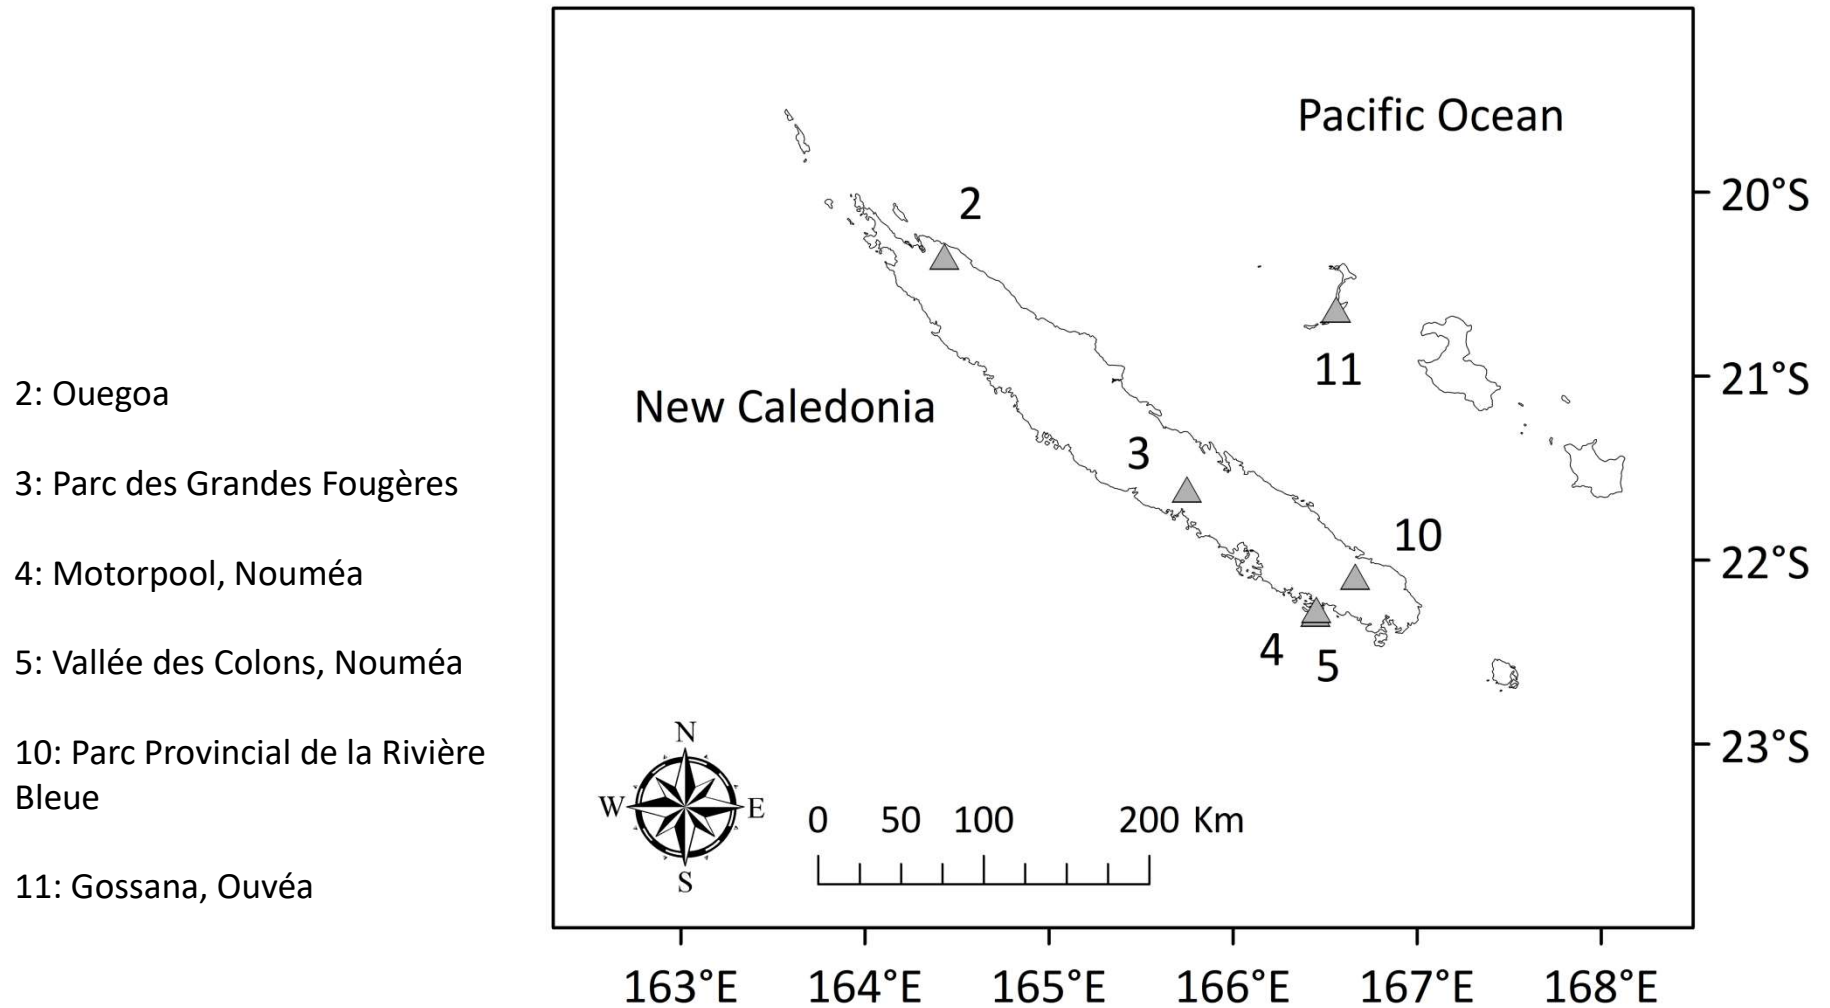 Pacific Ocean
20°S
2
11
21°S
2: Ouegoa
New Caledonia
3
3: Parc des Grandes Fougères
10
22°S
4: Motorpool, Nouméa
4
5
5: Vallée des Colons, Nouméa
10: Parc Provincial de la Rivière
Bleue
23°S
N
W
E
S
0 50 100 200 Km
11: Gossana, Ouvéa
163°E 164°E 165°E 166°E 167°E 168°E